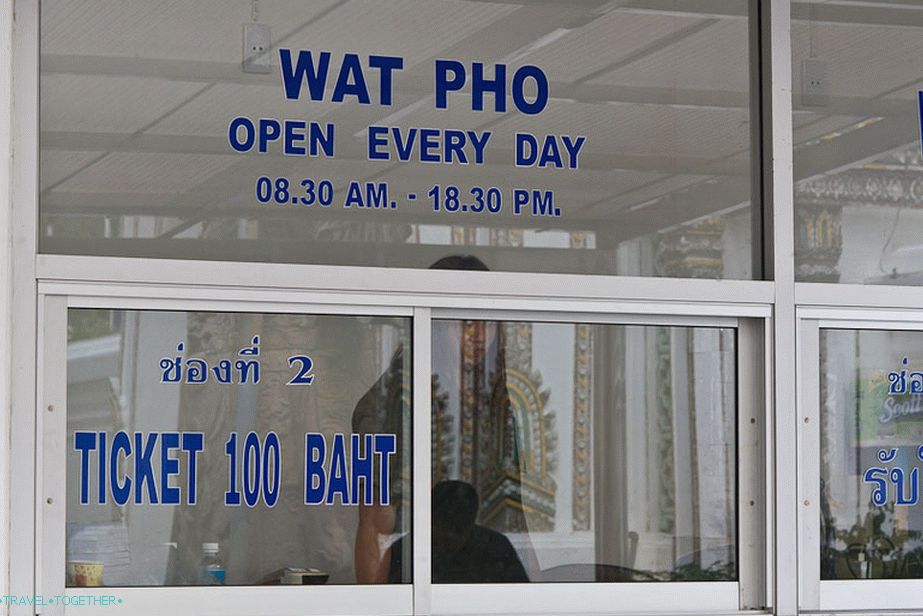 WAT PHO
OPEN EVERY DAY
08.30 AM. - 18.30 PM.
ช่องที่ 2
TICKET 100 BAHT
•TRAVEL•TOGETHER•